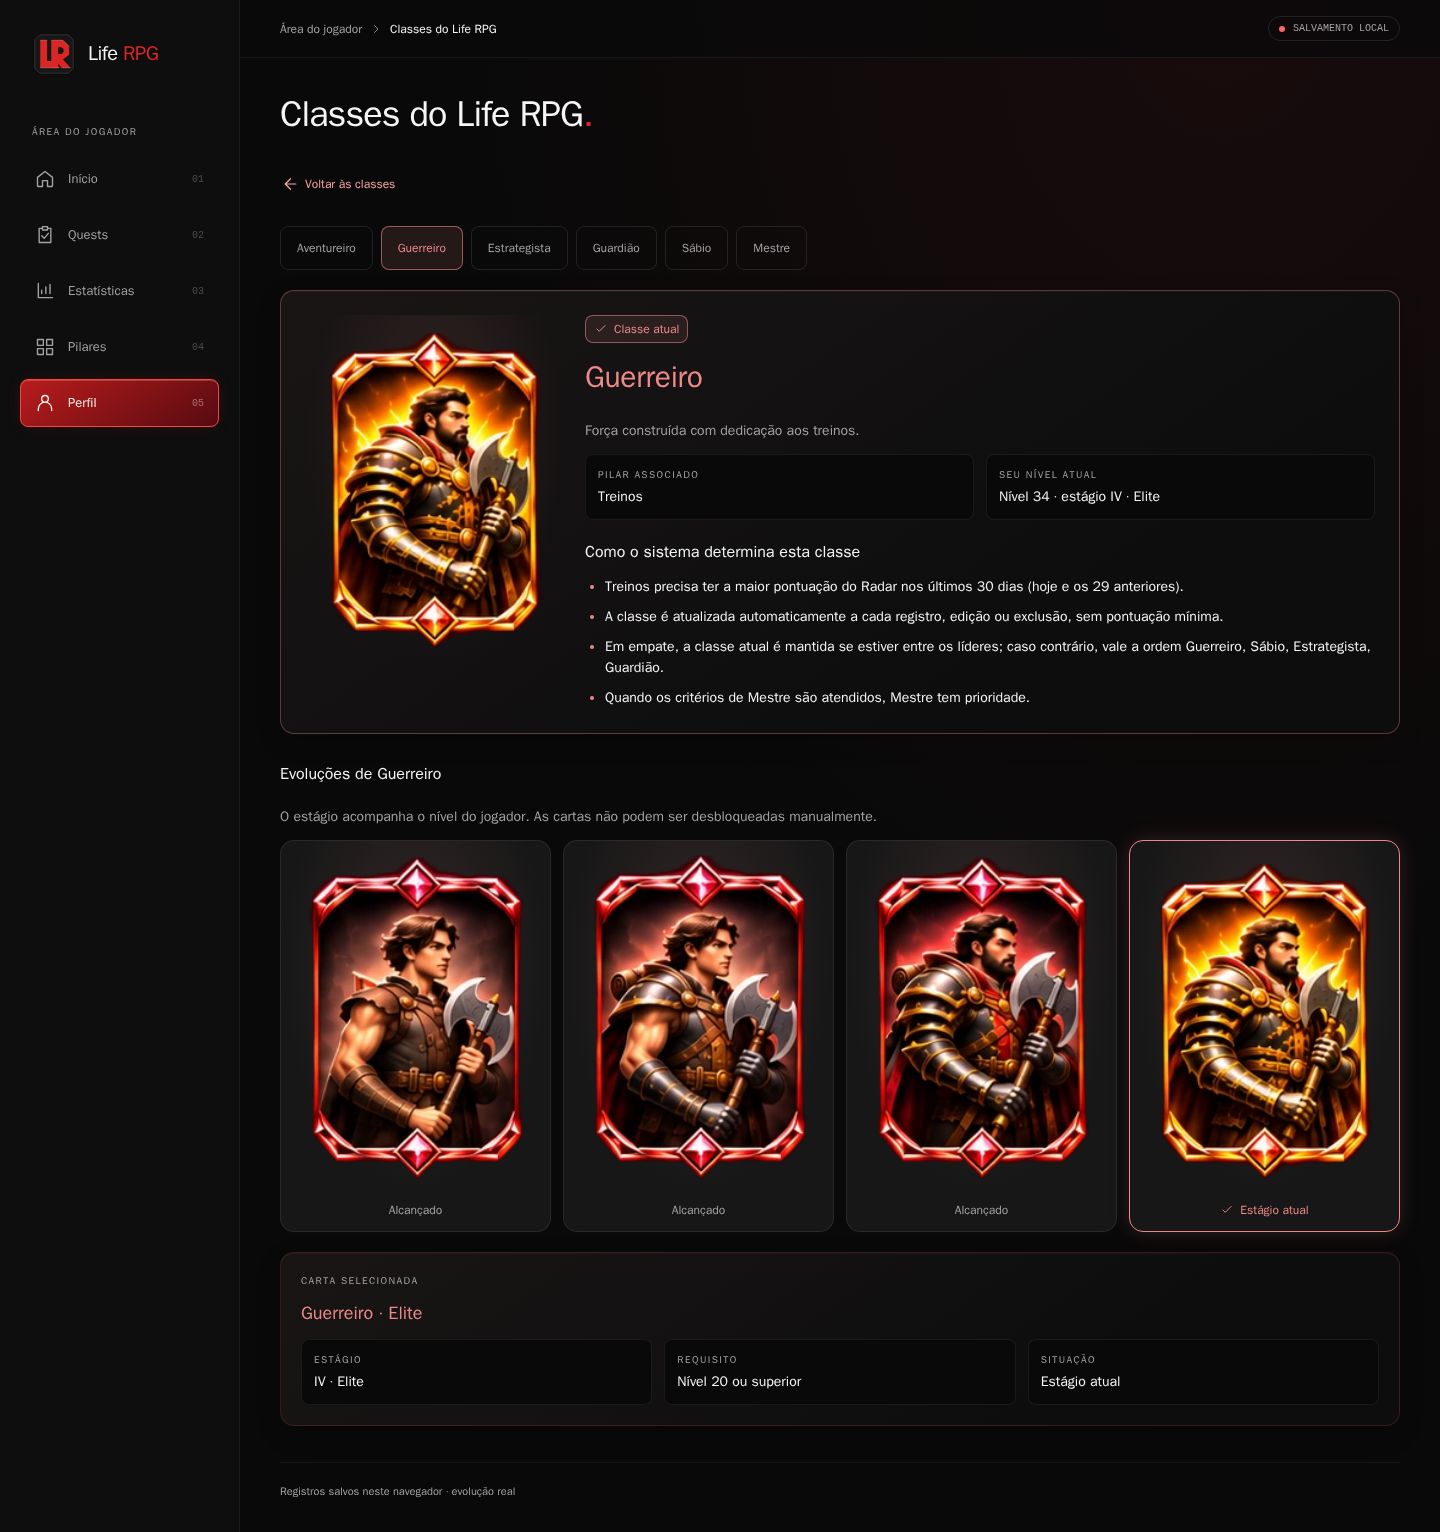 LR
Life RPG
ÁREA DO JOGADOR
Início 01
Quests 02
Estatísticas 03
Pilares 04
Perfil 05
Área do jogador > Classes do Life RPG
SALVAMENTO LOCAL
Classes do Life RPG.
Voltar às classes
Aventureiro Guerreiro Estrategista Guardião Sábio Mestre
Classe atual
Guerreiro
Força construída com dedicação aos treinos.
PILAR ASSOCIADO
Treinos
SEU NÍVEL ATUAL
Nível 34 · estágio IV · Elite
Como o sistema determina esta classe
• Treinos precisa ter a maior pontuação do Radar nos últimos 30 dias (hoje e os 29 anteriores).
• A classe é atualizada automaticamente a cada registro, edição ou exclusão, sem pontuação mínima.
• Em empate, a classe atual é mantida se estiver entre os líderes; caso contrário, vale a ordem Guerreiro, Sábio, Estrategista,
Guardião.
• Quando os critérios de Mestre são atendidos, Mestre tem prioridade.
Evoluções de Guerreiro
O estágio acompanha o nível do jogador. As cartas não podem ser desbloqueadas manualmente.
Alcançado
Alcançado
Alcançado
Estágio atual
CARTA SELECIONADA
Guerreiro · Elite
ESTÁGIO
IV · Elite
REQUISITO
Nível 20 ou superior
SITUAÇÃO
Estágio atual
Registros salvos neste navegador · evolução real